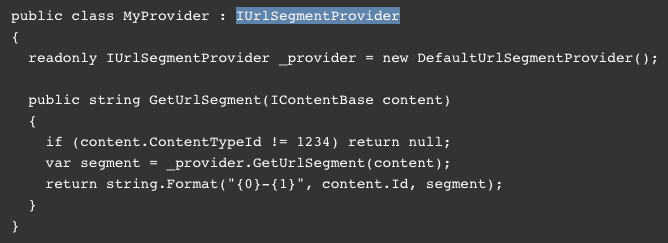 public class MyProvider : IUrlSegmentProvider
{
  readonly IUrlSegmentProvider _provider = new DefaultUrlSegmentProvider();

  public string GetUrlSegment(IContentBase content)
  {
    if (content.ContentTypeId != 1234) return null;
    var segment = _provider.GetUrlSegment(content);
    return string.Format("{0}-{1}", content.Id, segment);
  }
}